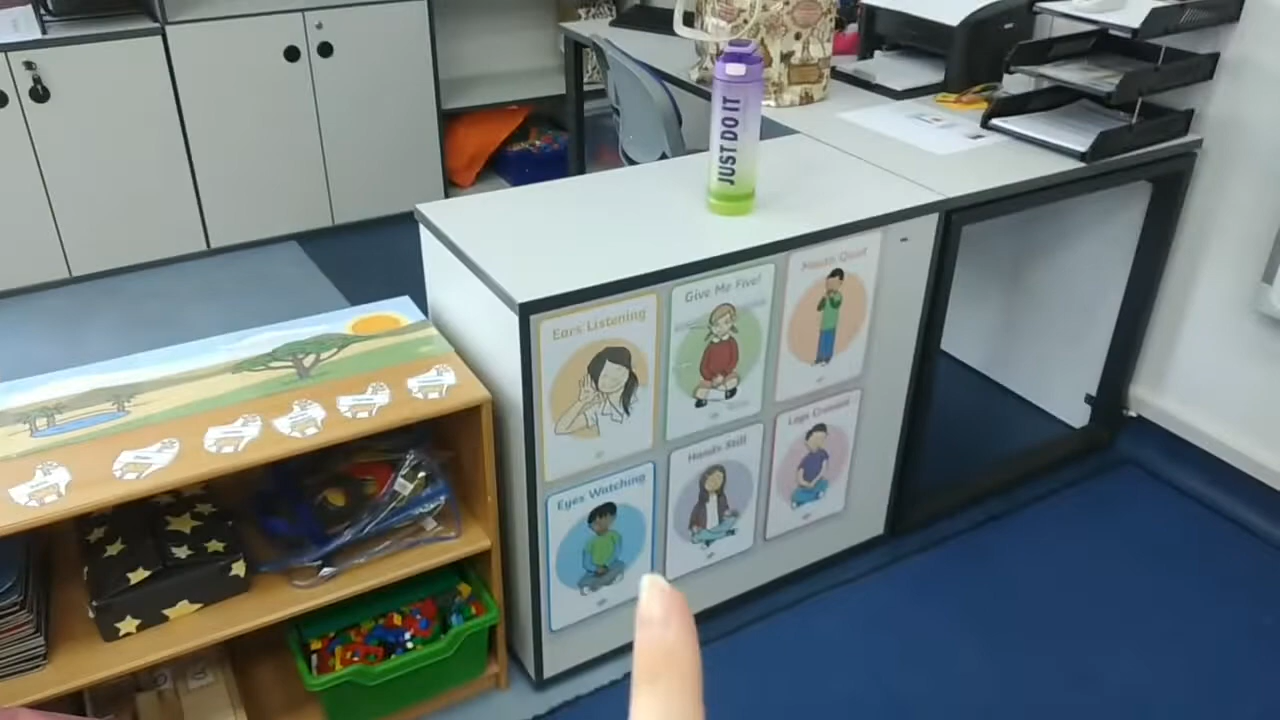 JUST DO IT
Ears Listening
Give Me Five!
Mouth Quiet
Eyes Watching
Hands Still
Legs Crossed